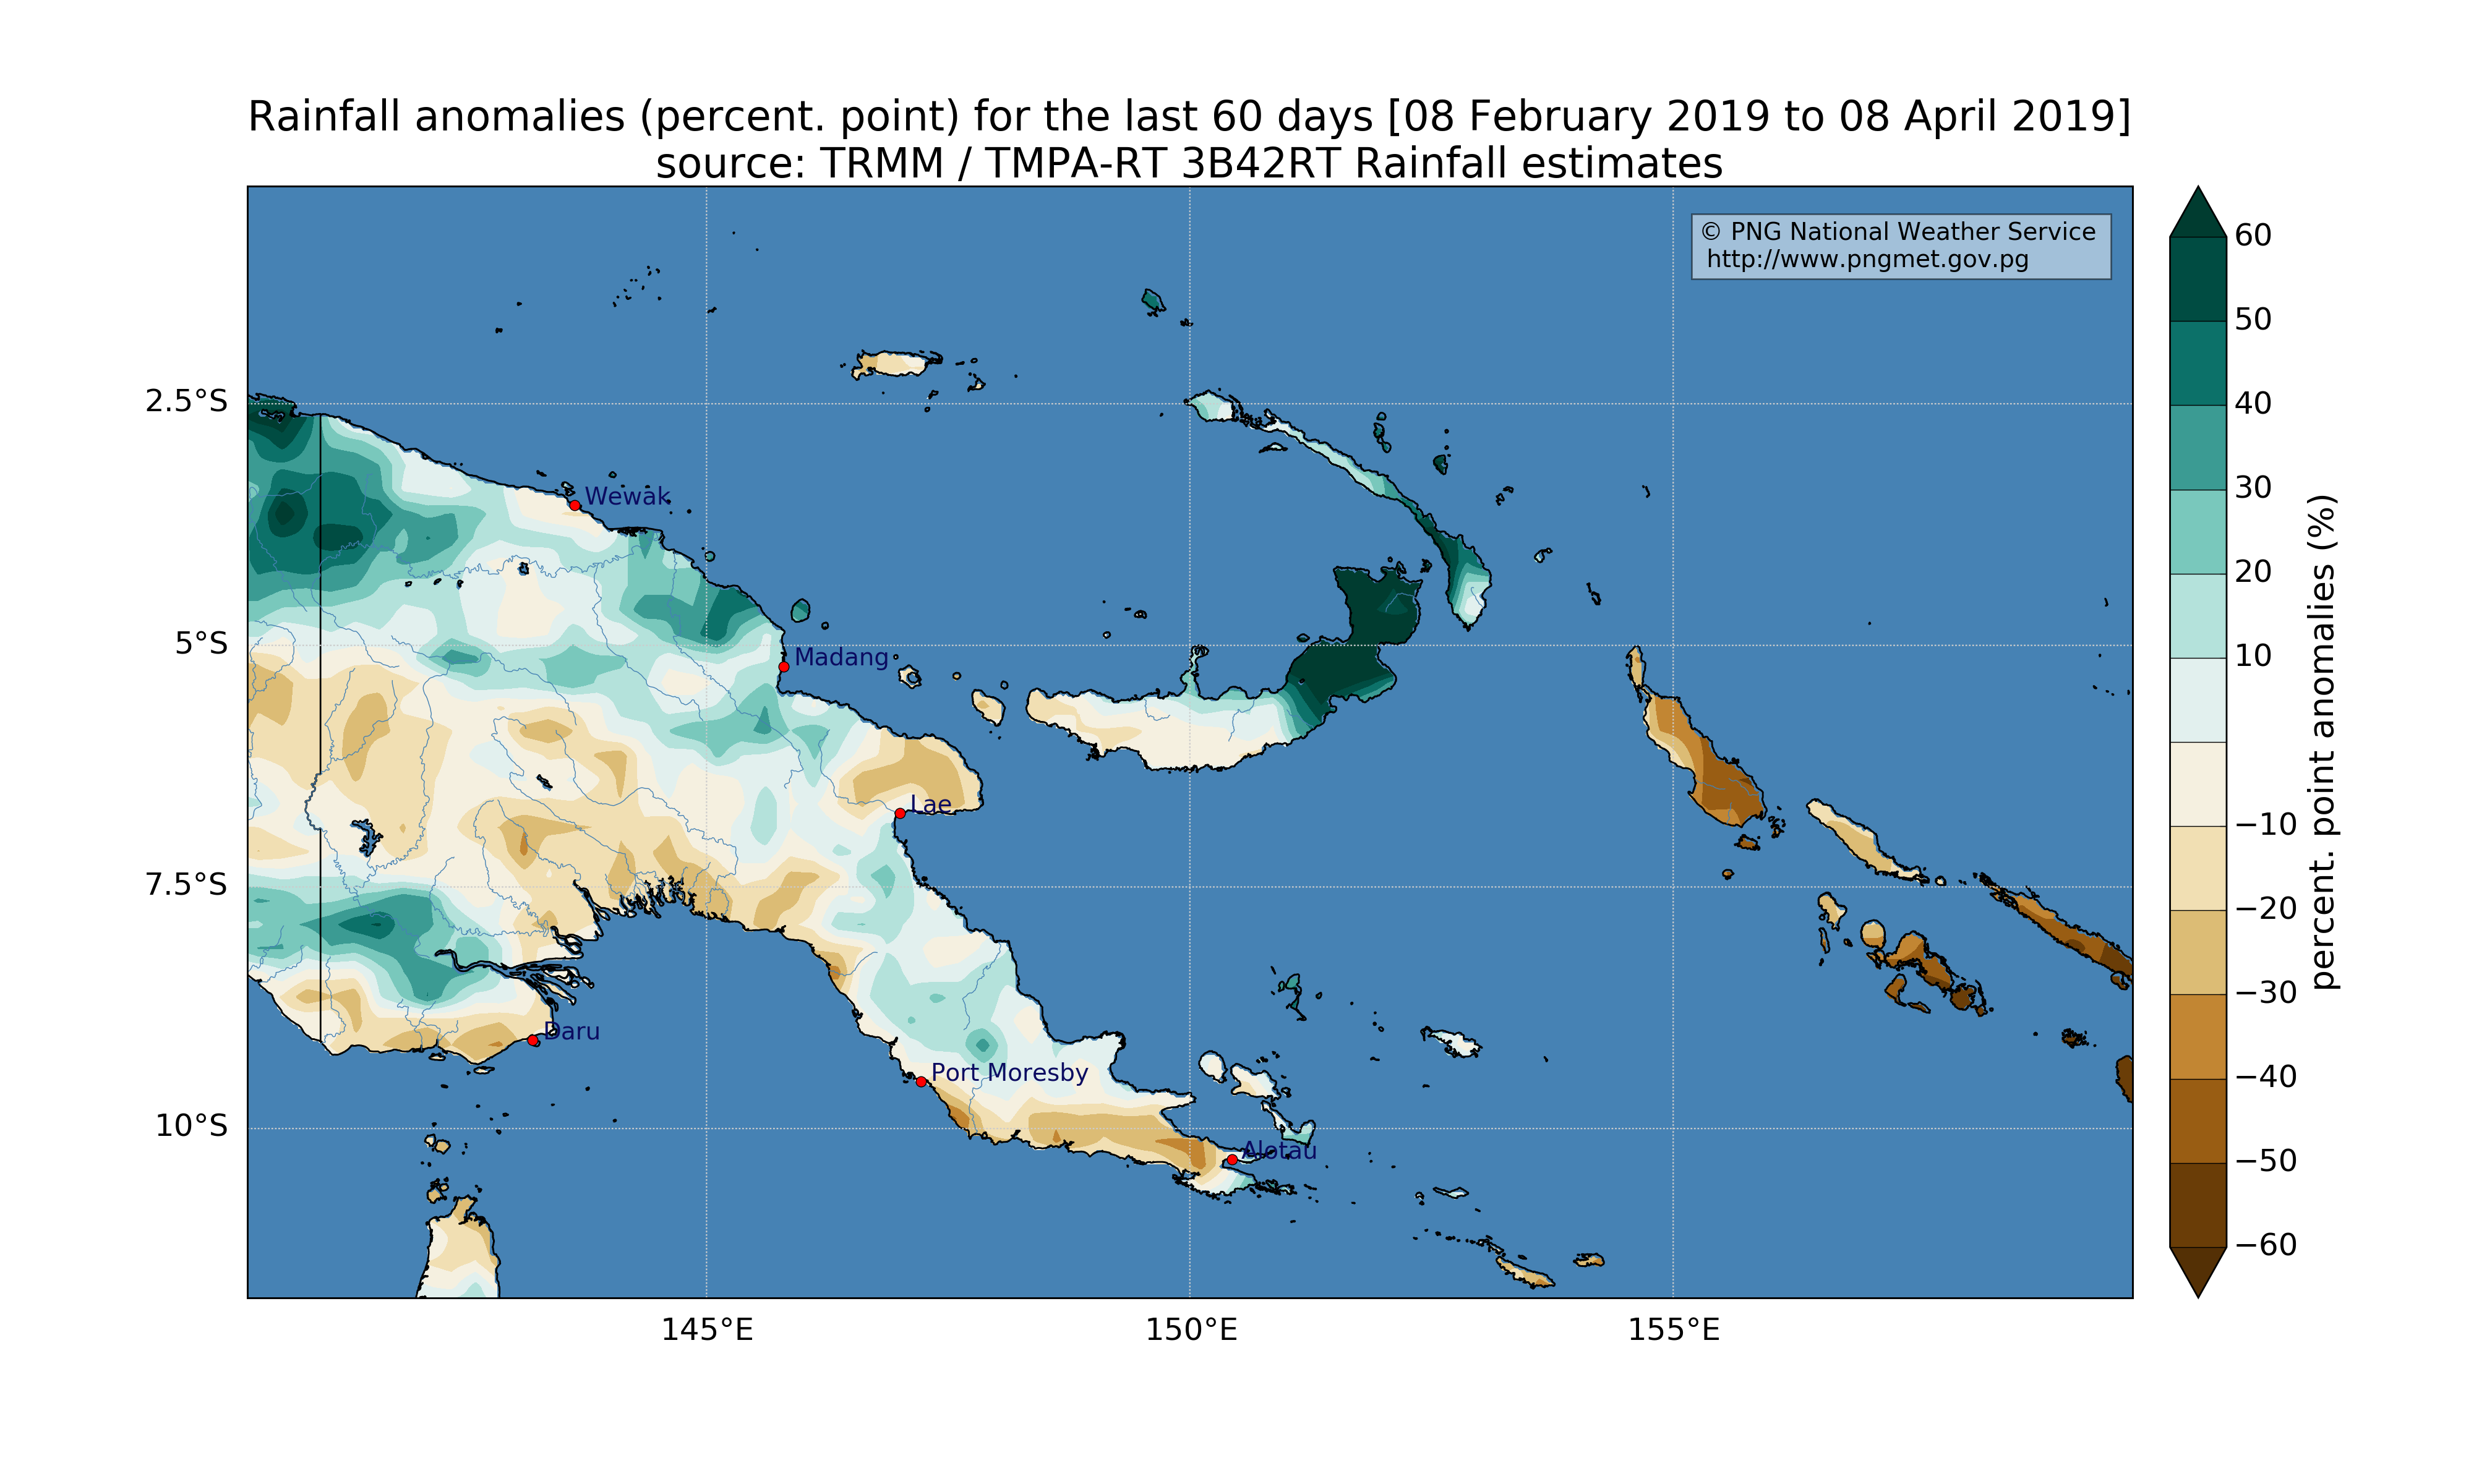 Rainfall anomalies (percent. point) for the last 60 days [08 February 2019 to 08 April 2019]
source: TRMM / TMPA-RT 3B42RT Rainfall estimates
© PNG National Weather Service
http://www.pngmet.gov.pg
2.5°S
5°S
7.5°S
10°S
Wewak
Madang
Lae
Daru
Port Moresby
Alotau
145°E
150°E
155°E
60
50
40
30
20
10
−10
−20
−30
−40
−50
−60
percent. point anomalies (%)